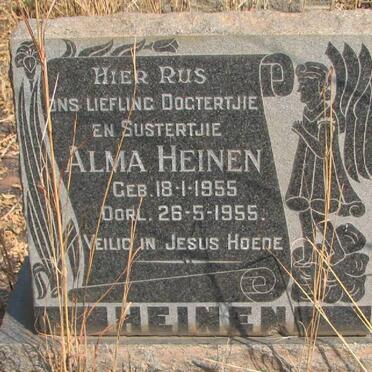 HIER RUS
ONS LIEFLING DOGTERTJIE
EN SUSTERTJIE
ALMA HEINEN
GEB. 18-1-1955
OORL. 26-5-1955.
VEILIG IN JESUS HOEDE
HEINEN